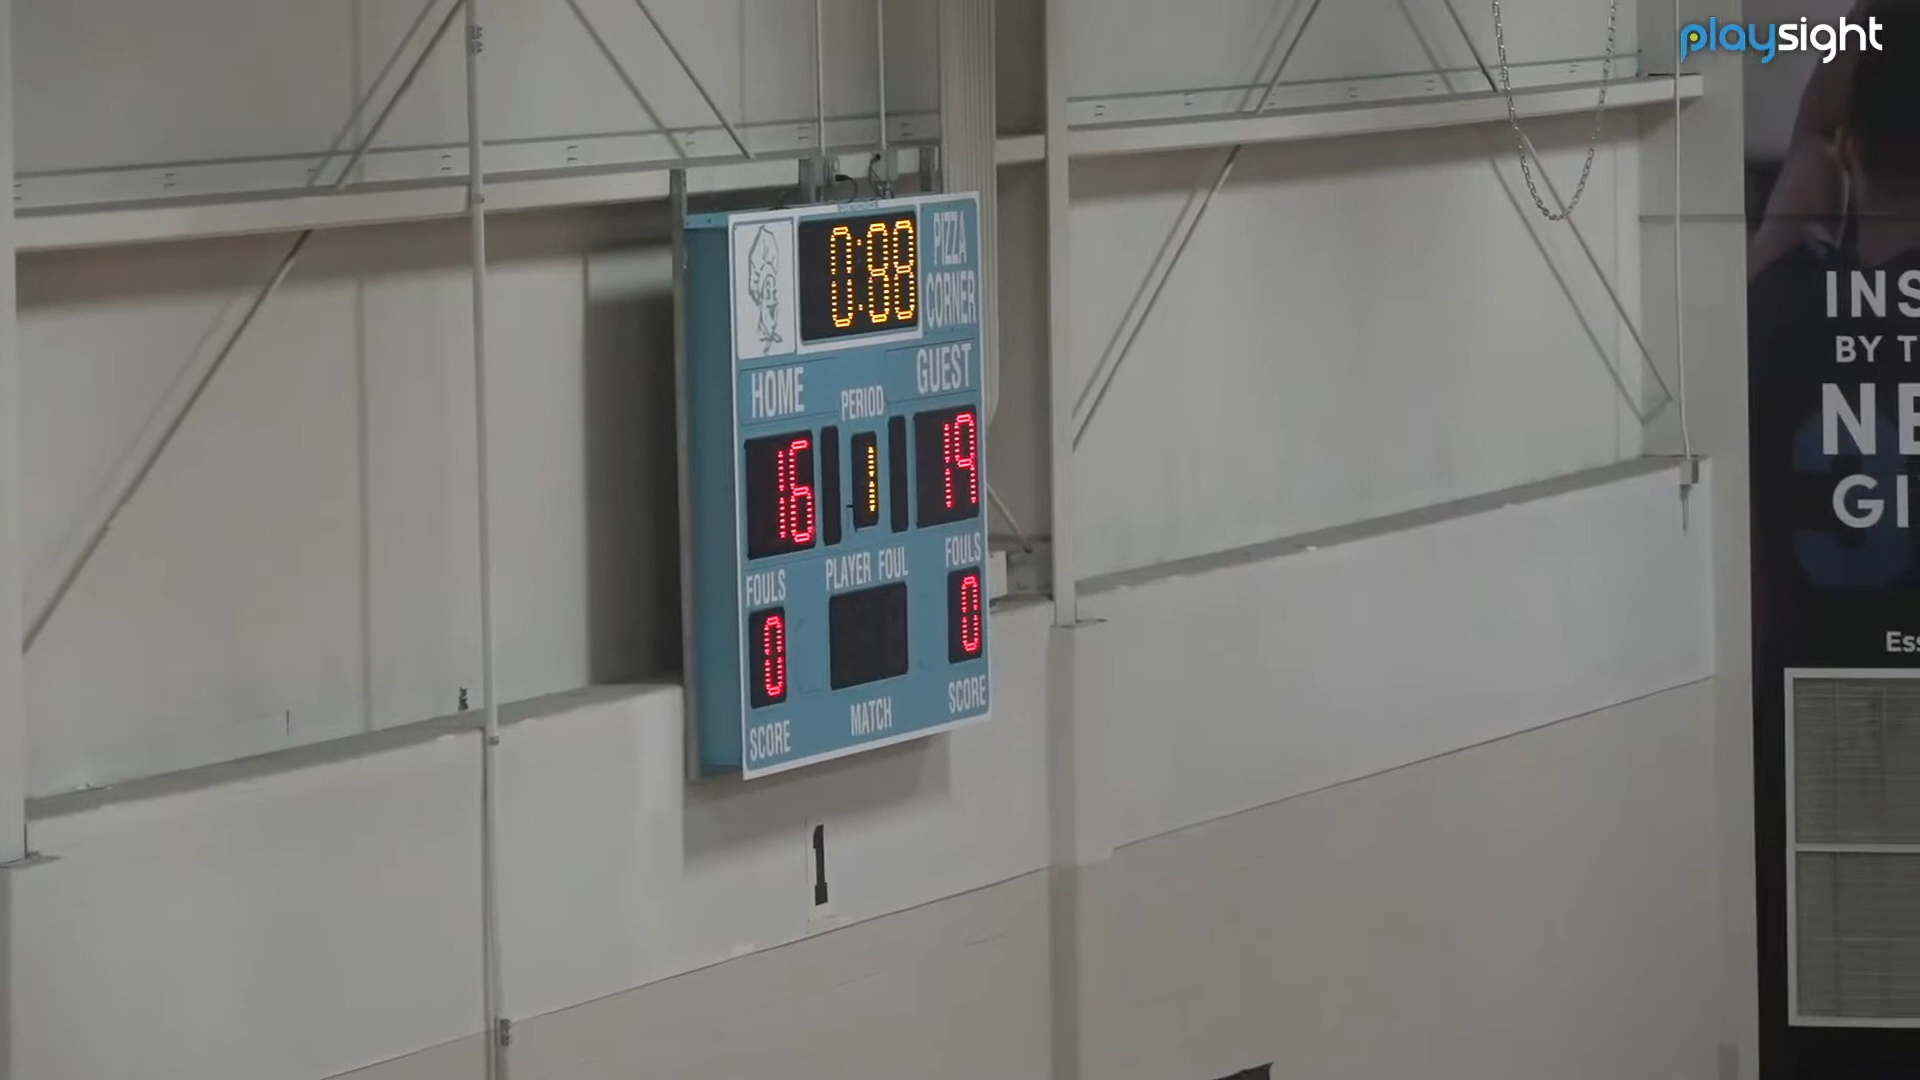 playsight
0:88
PIZZA
CORNER
HOME
PERIOD
GUEST
16
1
19
FOULS
PLAYER FOUL
FOULS
0
0
SCORE
MATCH
SCORE
1
INS
BY T
NE
GI
Ess